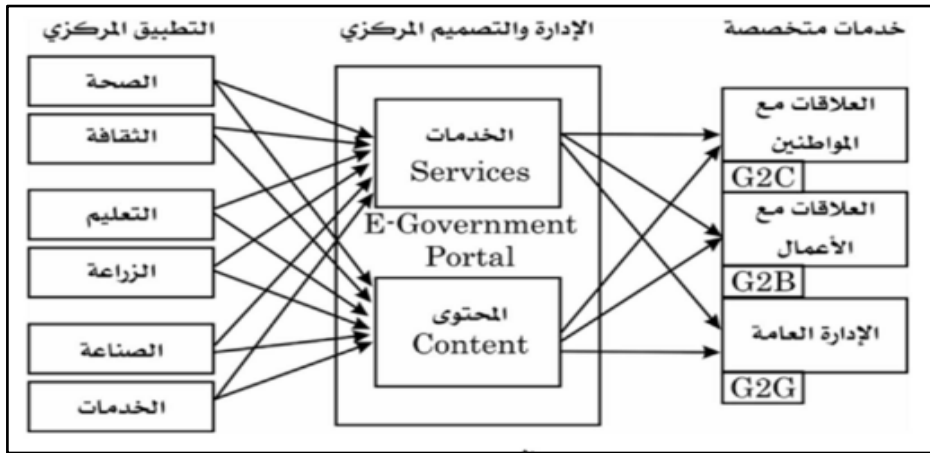 خدمات متخصصة
الإدارة والتصميم المركزي
التطبيق المركزي
العلاقات مع
المواطنين
G2C
العلاقات مع
الأعمال
G2B
الإدارة العامة
G2G
الخدمات
Services
E-Government
Portal
المحتوى
Content
الصحة
الثقافة
التعليم
الزراعة
الصناعة
الخدمات